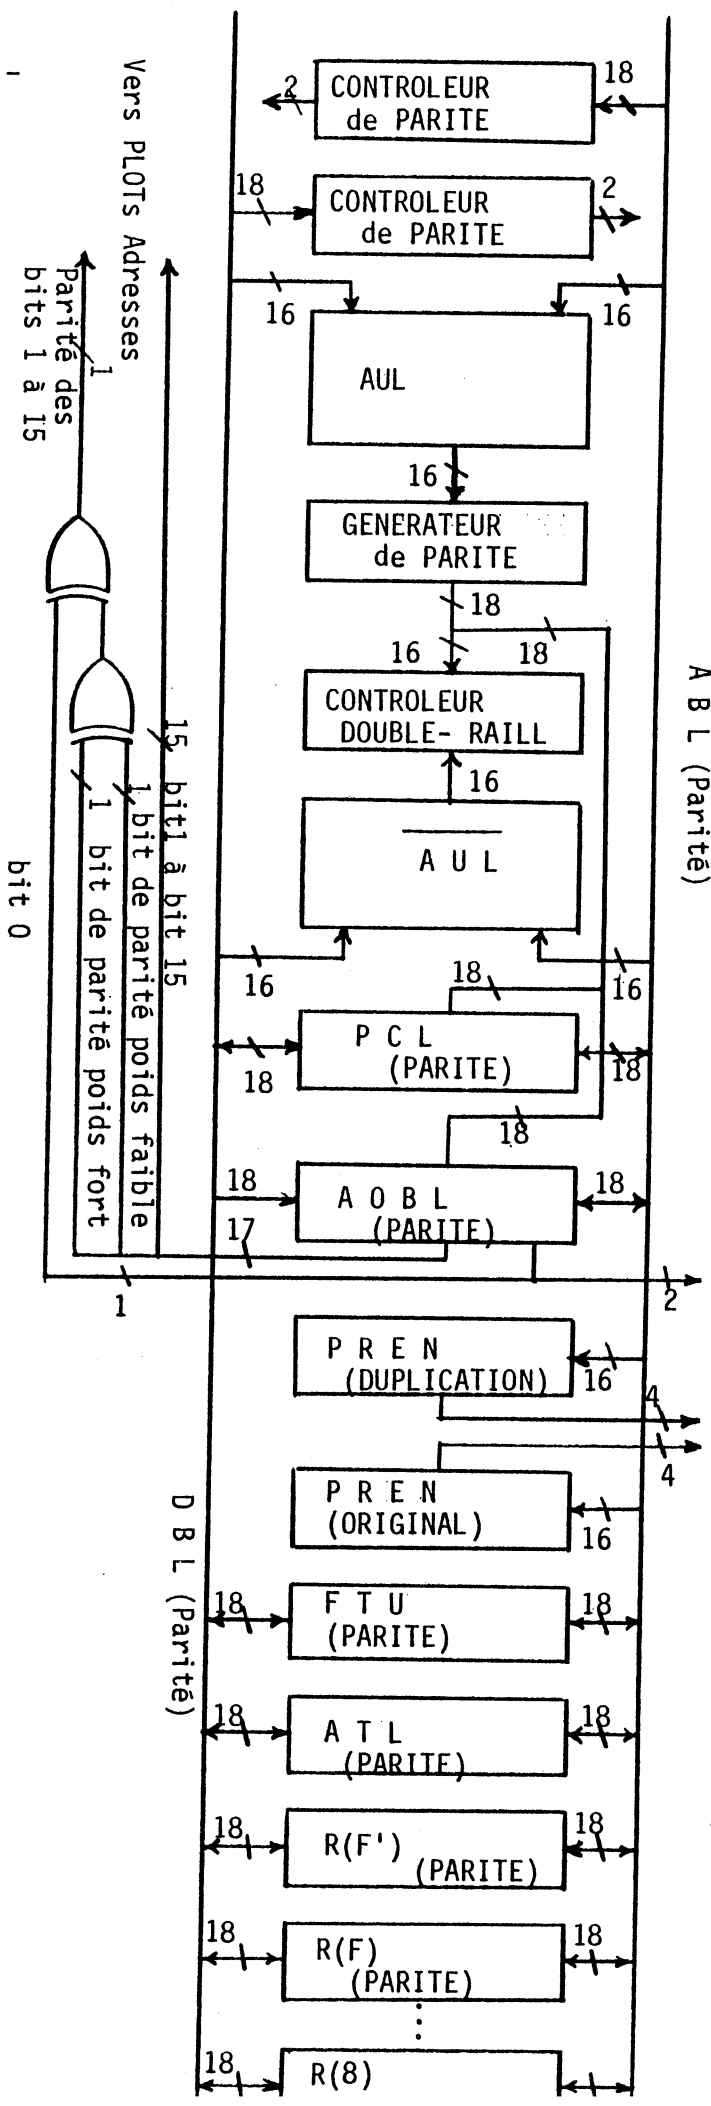 18
2
CONTROLEUR
de PARITE
18
2
CONTROLEUR
de PARITE
16
16
AUL
16
GENERATEUR
de PARITE
18
16
18
CONTROLEUR
DOUBLE- RAILL
16
A U L
16
16
18
P C L
(PARITE)
18
18
18
18
18
A O B L
(PARITE)
17
1
2
P R E N
(DUPLICATION)
16
4
4
P R E N
(ORIGINAL)
16
18
F T U
(PARITE)
18
18
A T L
(PARITE)
18
18
R(F')
(PARITE)
18
18
R(F)
(PARITE)
18
18
R(8)
A B L (Parité)
D B L (Parité)
Vers PLOTs Adresses
1
Parité des
bits 1 à 15
15 bit1 à bit 15
1 bit de parité poids faible
1 bit de parité poids fort
bit 0